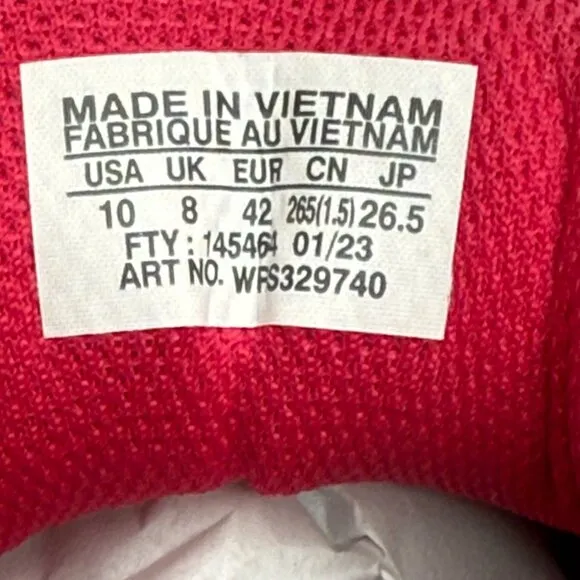 MADE IN VIETNAM
FABRIQUE AU VIETNAM
USA UK EUR CN JP
10 8 42 265(1.5) 26.5
FTY : 145464 01/23
ART NO. WRS329740